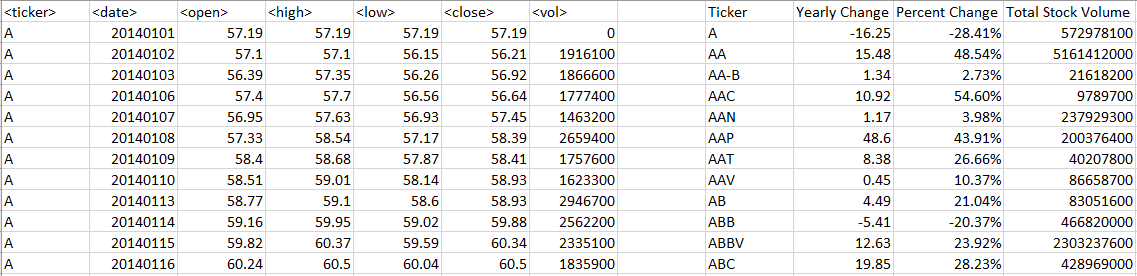 <ticker> <date> <open> <high> <low> <close> <vol> Ticker Yearly Change Percent Change Total Stock Volume
A 20140101 57.19 57.19 57.19 57.19 0 A -16.25 -28.41% 572978100
A 20140102 57.1 57.1 56.15 56.21 1916100 AA 15.48 48.54% 5161412000
A 20140103 56.39 57.35 56.26 56.92 1866600 AA-B 1.34 2.73% 21618200
A 20140106 57.4 57.7 56.56 56.64 1777400 AAC 10.92 54.60% 9789700
A 20140107 56.95 57.63 56.93 57.45 1463200 AAN 1.17 3.98% 237929300
A 20140108 57.33 58.54 57.17 58.39 2659400 AAP 48.6 43.91% 200376400
A 20140109 58.4 58.68 57.87 58.41 1757600 AAT 8.38 26.66% 40207800
A 20140110 58.51 59.01 58.14 58.93 1623300 AAV 0.45 10.37% 86658700
A 20140113 58.77 59.1 58.6 58.93 2946700 AB 4.49 21.04% 83051600
A 20140114 59.16 59.95 59.02 59.88 2562200 ABB -5.41 -20.37% 466820000
A 20140115 59.82 60.37 59.59 60.34 2335100 ABBV 12.63 23.92% 2303237600
A 20140116 60.24 60.5 60.04 60.5 1835900 ABC 19.85 28.23% 428969000